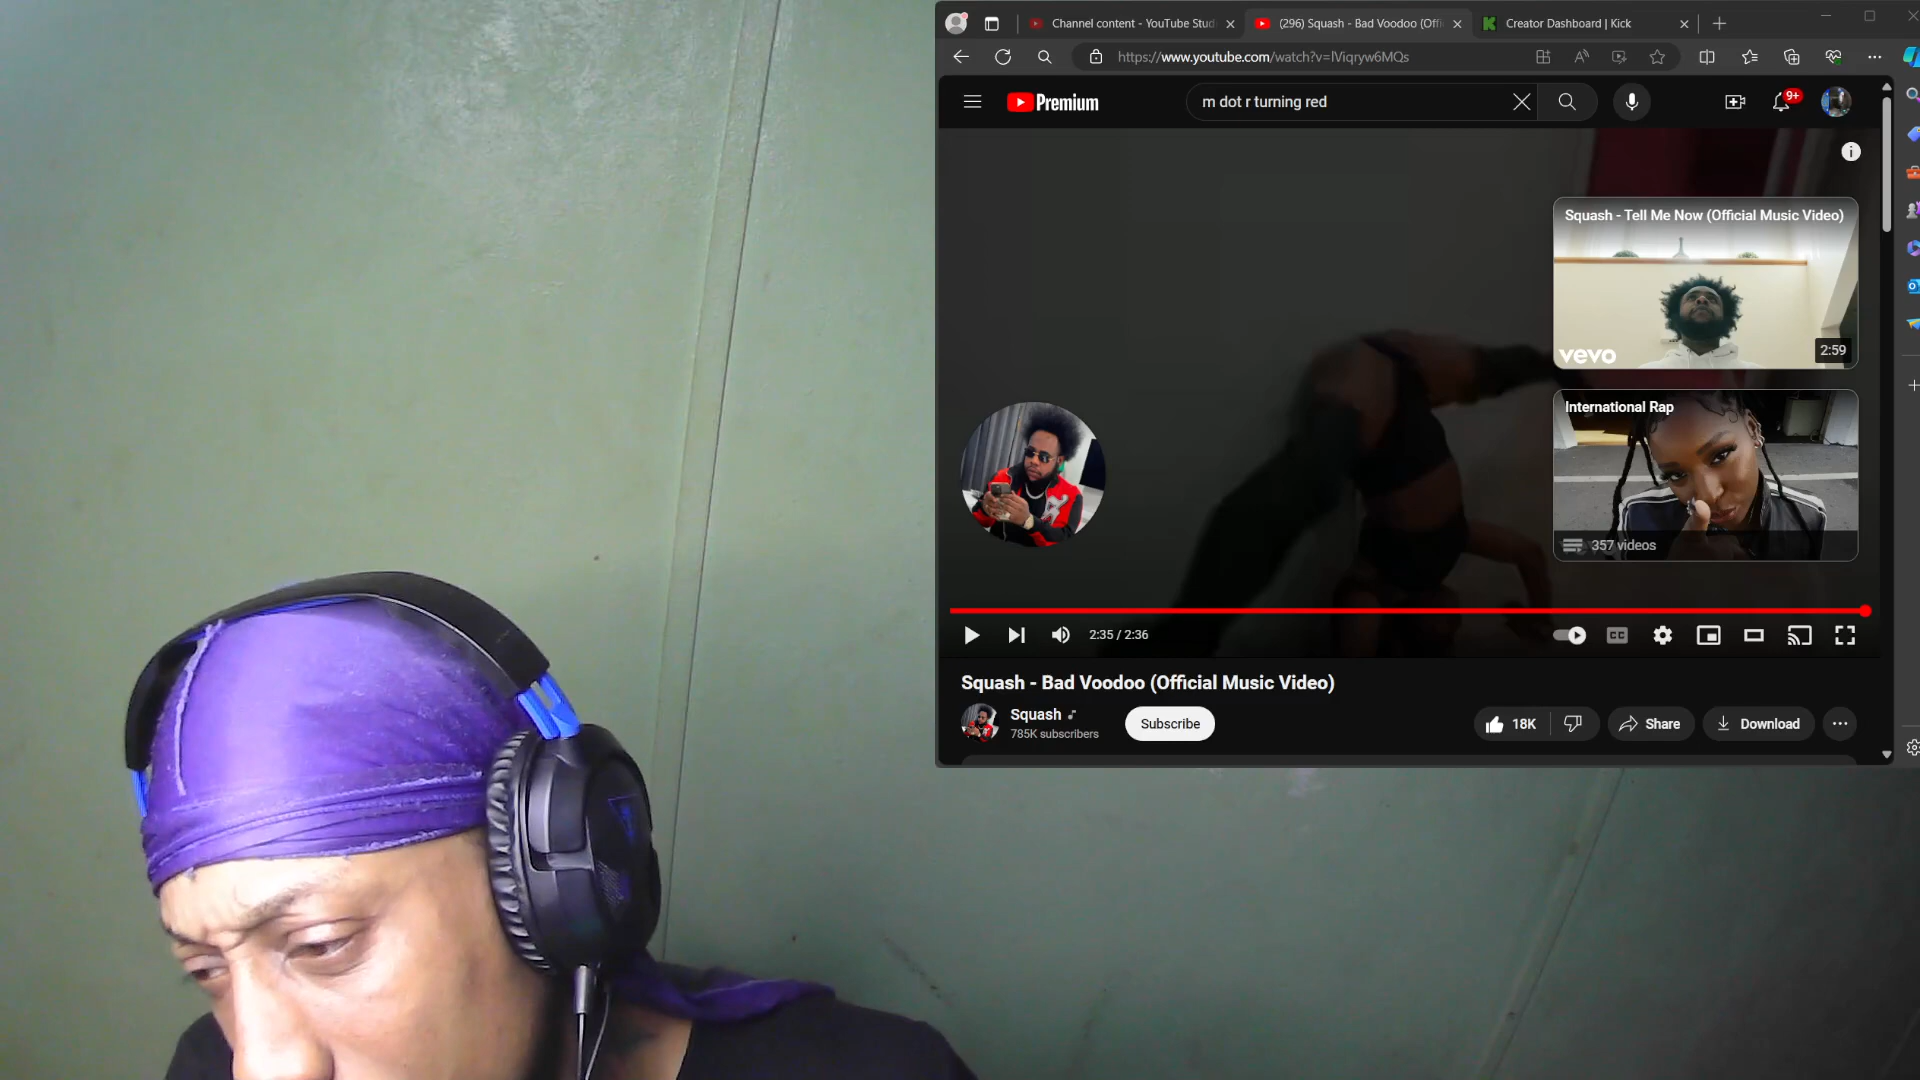 Channel content - YouTube Stud
(296) Squash - Bad Voodoo (Offi
Creator Dashboard | Kick
https://www.youtube.com/watch?v=lViqryw6MQs
Premium
m dot r turning red
9+
Squash - Tell Me Now (Official Music Video)
vevo
2:59
International Rap
357 videos
2:35 / 2:36
CC
Squash - Bad Voodoo (Official Music Video)
Squash
785K subscribers
Subscribe
18K
Share
Download